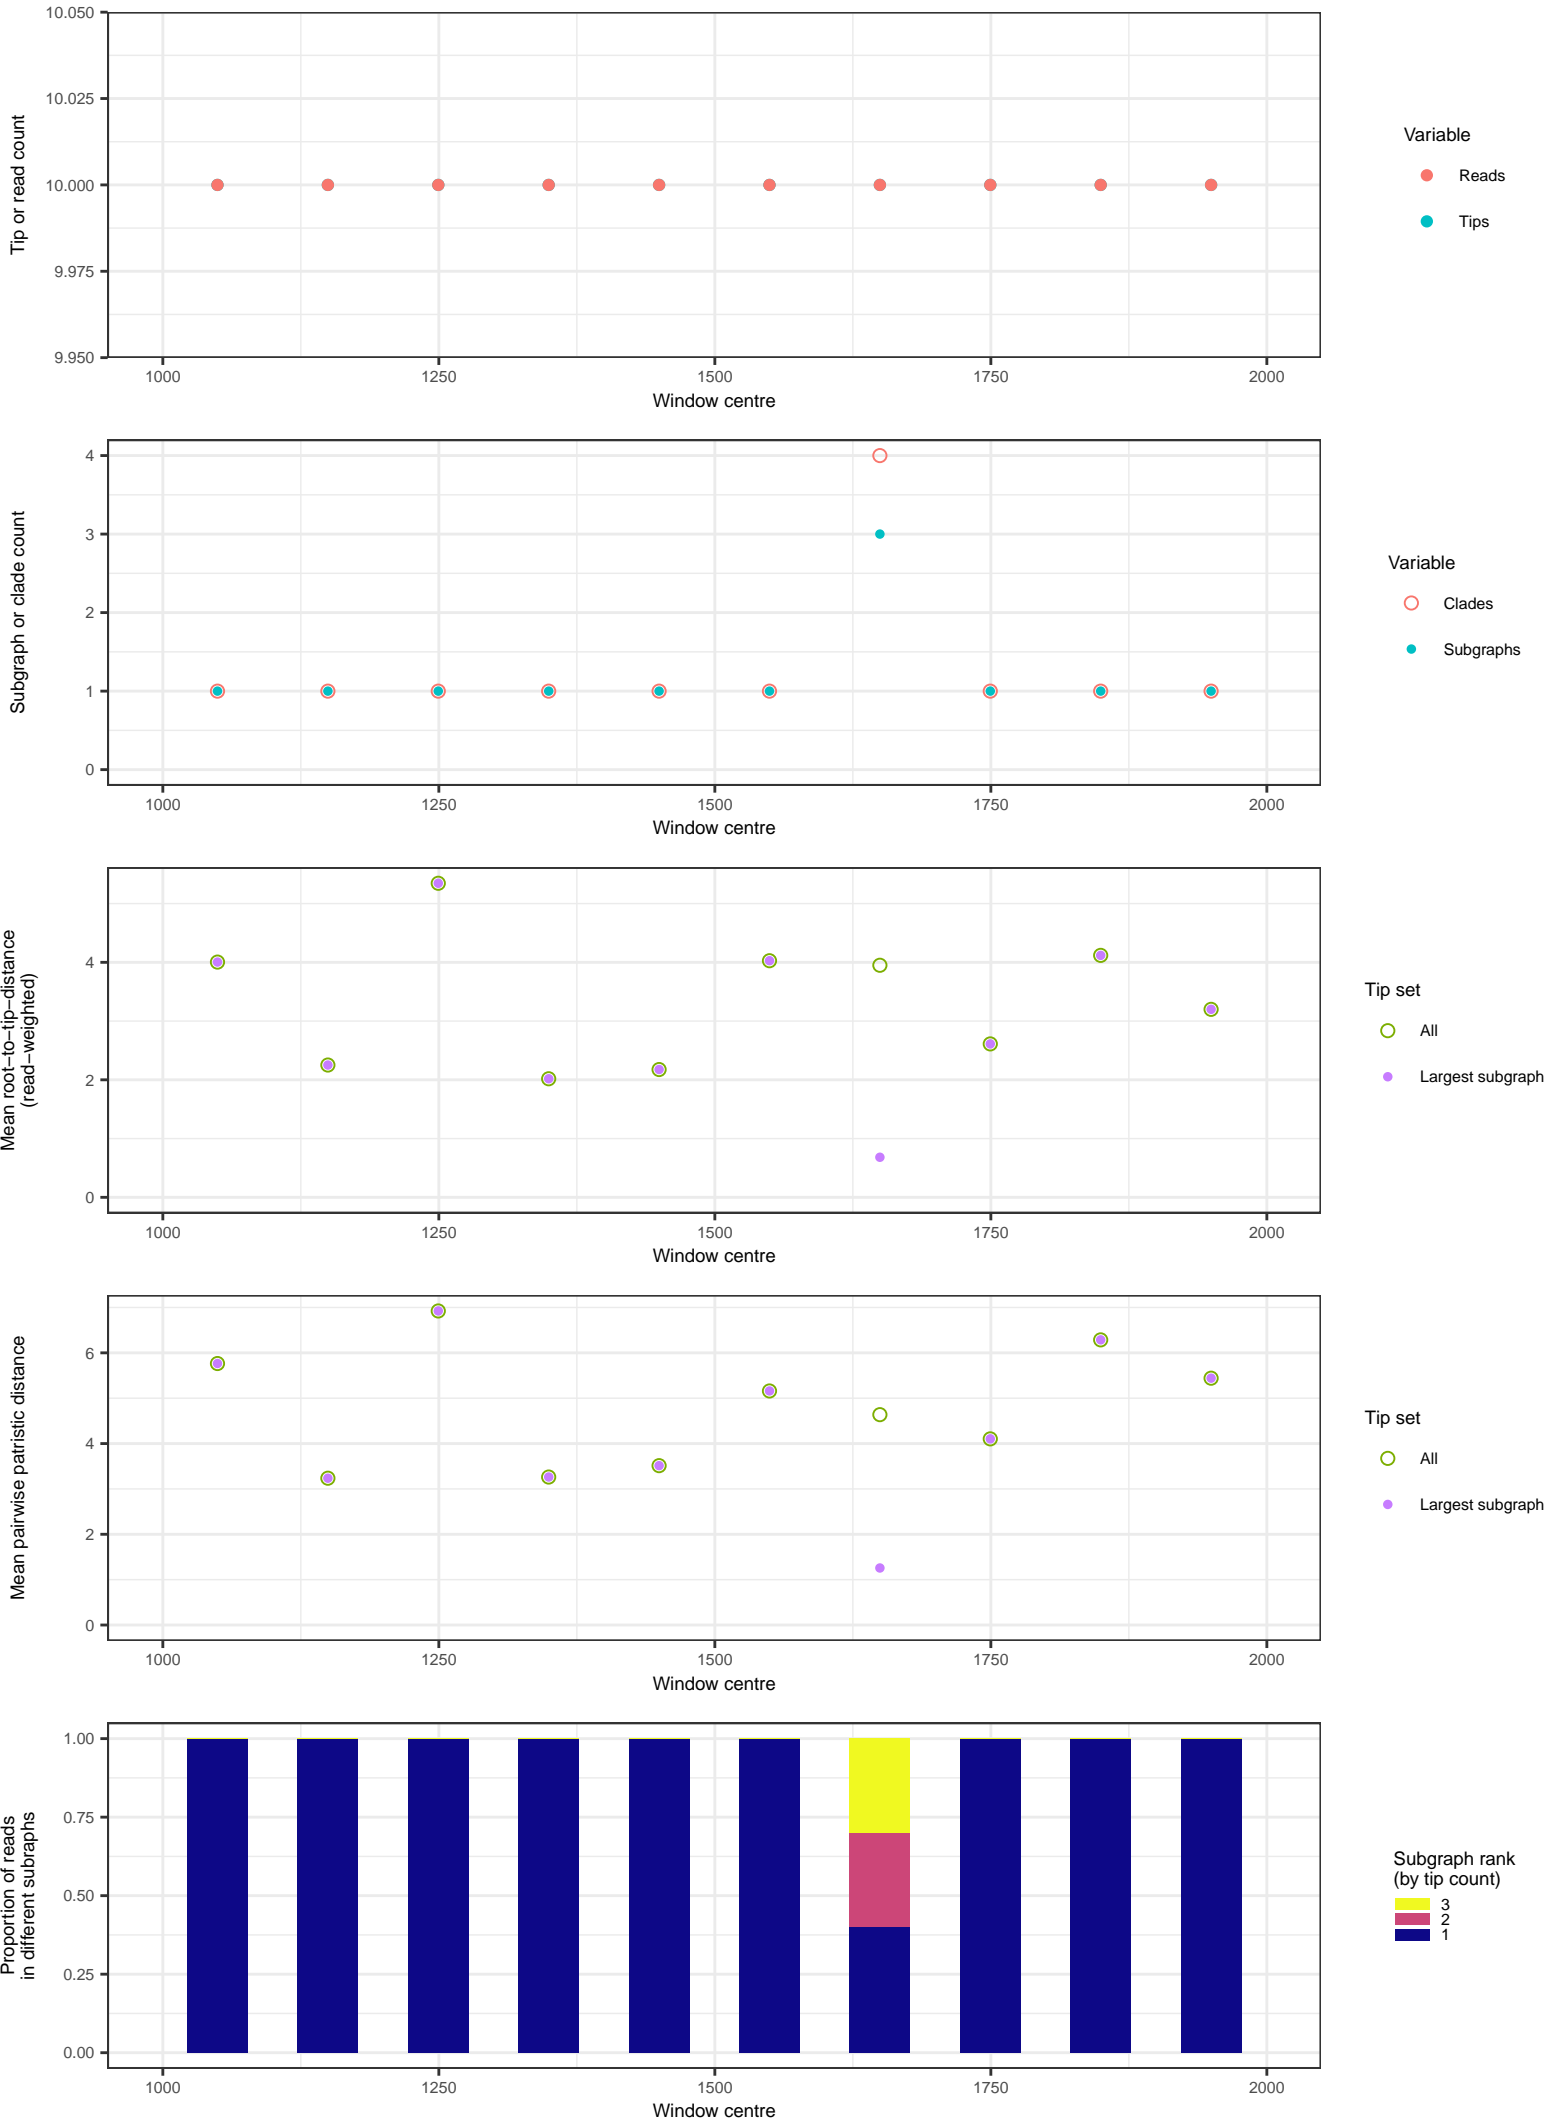 10.050
10.025
10.000
9.975
9.950
Tip or read count
1000 1250 1500 1750 2000
Window centre
Variable
Reads
Tips
4
3
2
1
0
Subgraph or clade count
1000 1250 1500 1750 2000
Window centre
Variable
Clades
Subgraphs
4
2
0
Mean root−to−tip−distance
(read−weighted)
1000 1250 1500 1750 2000
Window centre
Tip set
All
Largest subgraph
6
4
2
0
Mean pairwise patristic distance
1000 1250 1500 1750 2000
Window centre
Tip set
All
Largest subgraph
1.00
0.75
0.50
0.25
0.00
Proportion of reads
in different subraphs
1000 1250 1500 1750 2000
Window centre
Subgraph rank
(by tip count)
3
2
1